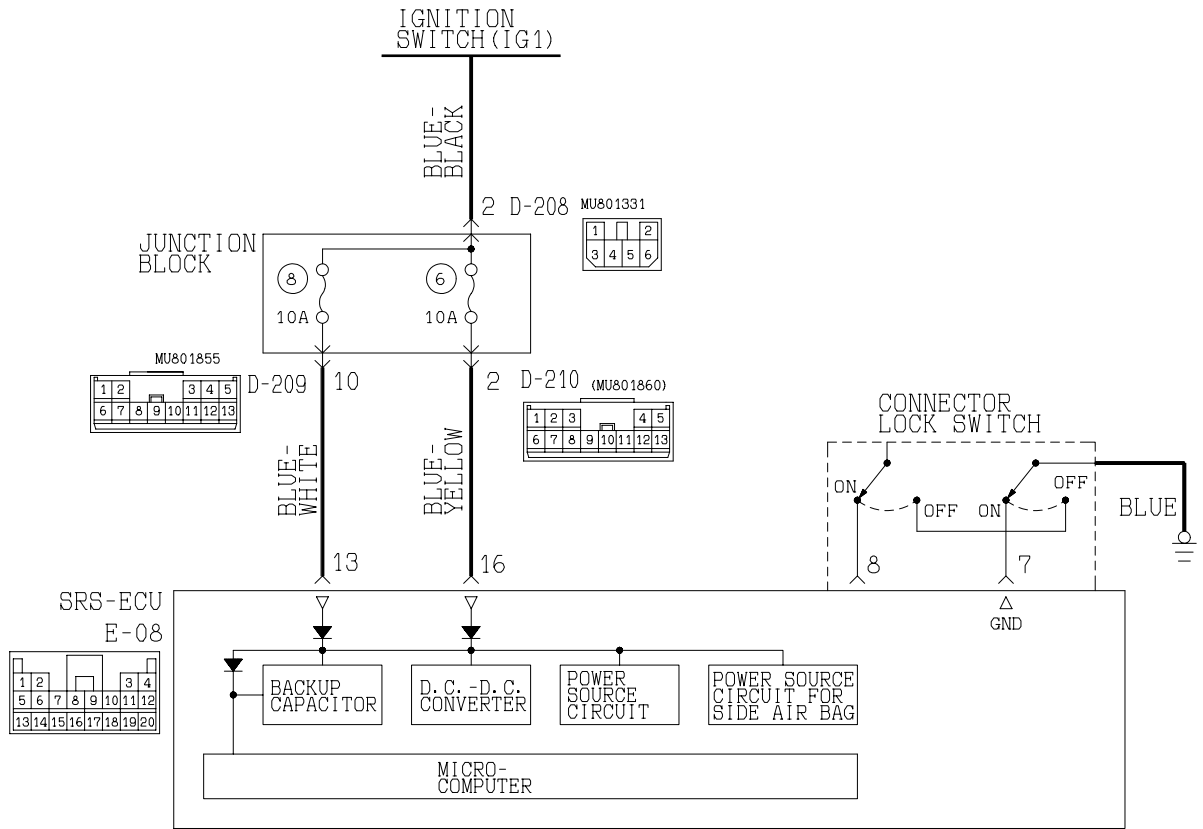 IGNITION
SWITCH(IG1)
BLUE-
BLACK
2 D-208 MU801331
1 2
3 4 5 6
JUNCTION
BLOCK
8
10A
6
10A
MU801855
D-209 10
1 2 3 4 5
6 7 8 9 10 11 12 13
2 D-210 (MU801860)
1 2 3 4 5
6 7 8 9 10 11 12 13
BLUE-
WHITE
BLUE-
YELLOW
CONNECTOR
LOCK SWITCH
ON
OFF
ON
OFF
BLUE
13
16
8
7
GND
SRS-ECU
E-08
1 2 3 4
5 6 7 8 9 10 11 12
13 14 15 16 17 18 19 20
BACKUP
CAPACITOR
D.C.-D.C.
CONVERTER
POWER
SOURCE
CIRCUIT
POWER SOURCE
CIRCUIT FOR
SIDE AIR BAG
MICRO-
COMPUTER